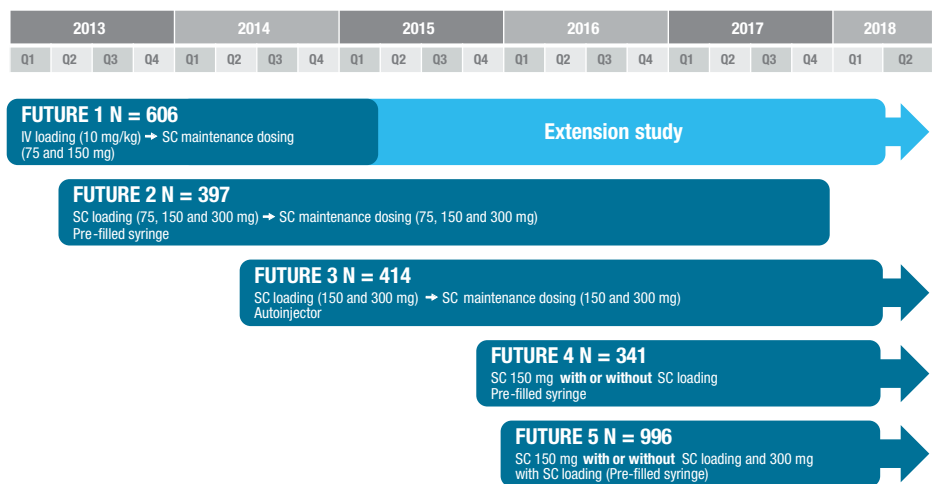 2013 2014 2015 2016 2017 2018
Q1 Q2 Q3 Q4 Q1 Q2 Q3 Q4 Q1 Q2 Q3 Q4 Q1 Q2 Q3 Q4 Q1 Q2 Q3 Q4 Q1 Q2
FUTURE 1 N = 606
IV loading (10 mg/kg) → SC maintenance dosing
(75 and 150 mg)
Extension study
FUTURE 2 N = 397
SC loading (75, 150 and 300 mg) → SC maintenance dosing (75, 150 and 300 mg)
Pre-filled syringe
FUTURE 3 N = 414
SC loading (150 and 300 mg) → SC maintenance dosing (150 and 300 mg)
Autoinjector
FUTURE 4 N = 341
SC 150 mg with or without SC loading
Pre-filled syringe
FUTURE 5 N = 996
SC 150 mg with or without SC loading and 300 mg
with SC loading (Pre-filled syringe)